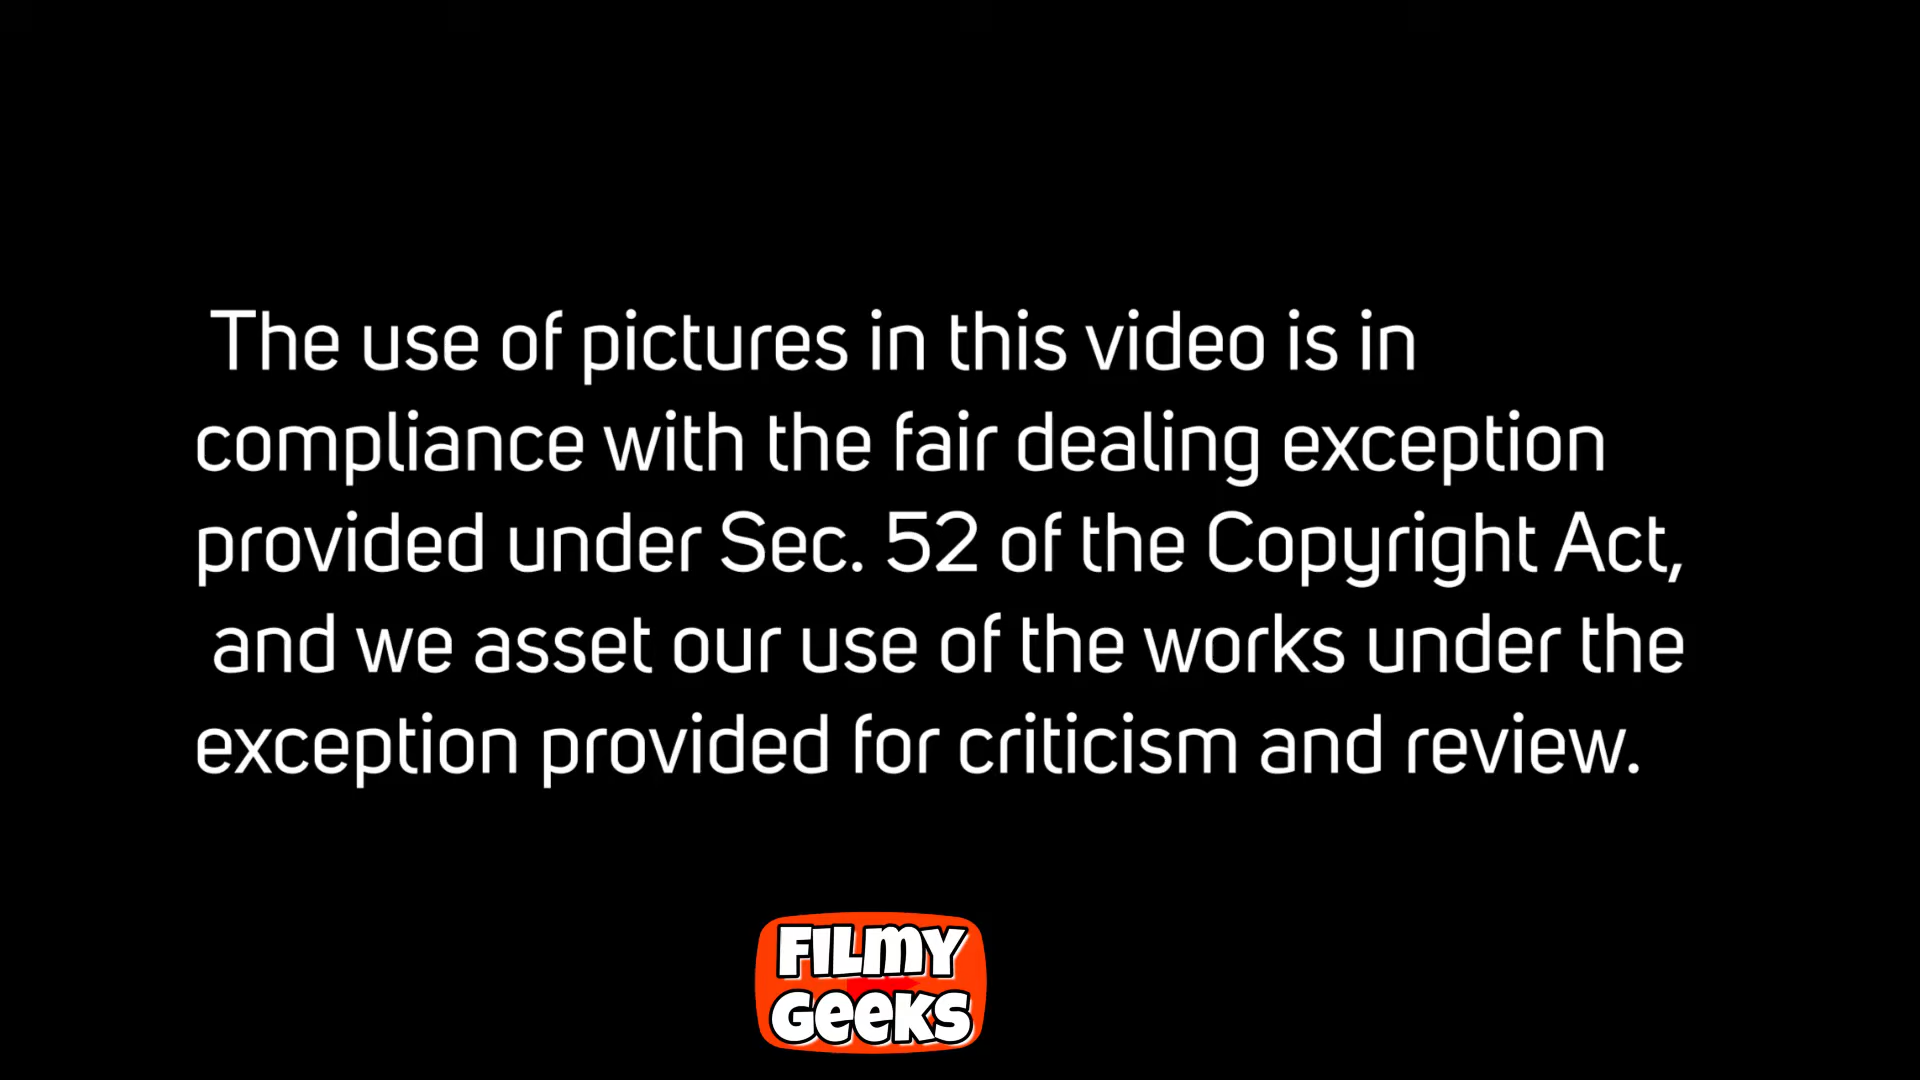 The use of pictures in this video is in
compliance with the fair dealing exception
provided under Sec. 52 of the Copyright Act,
and we asset our use of the works under the
exception provided for criticism and review.
FILMY
GEEKS